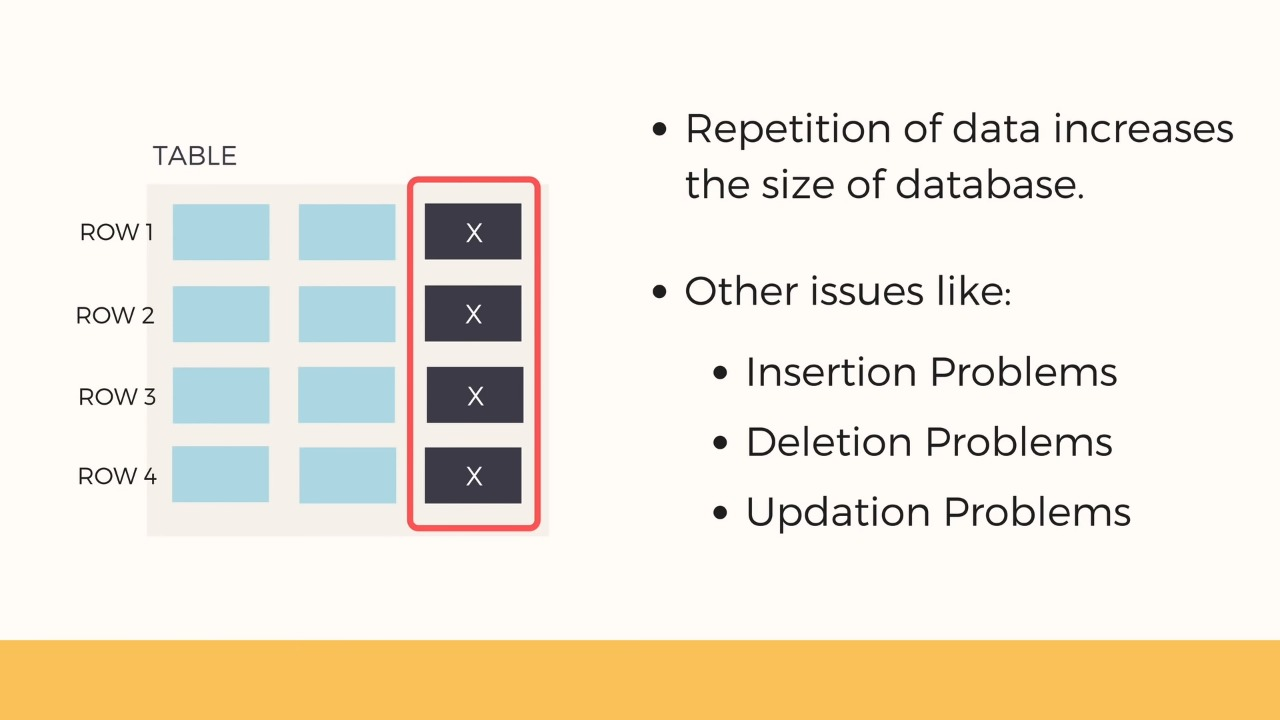 TABLE
ROW 1
X
ROW 2
X
ROW 3
X
ROW 4
X
• Repetition of data increases
the size of database.
• Other issues like:
• Insertion Problems
• Deletion Problems
• Updation Problems